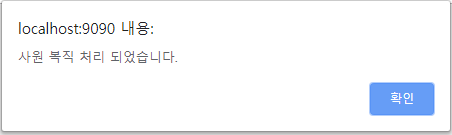 localhost:9090 내용:
사원 복직 처리 되었습니다.
확인